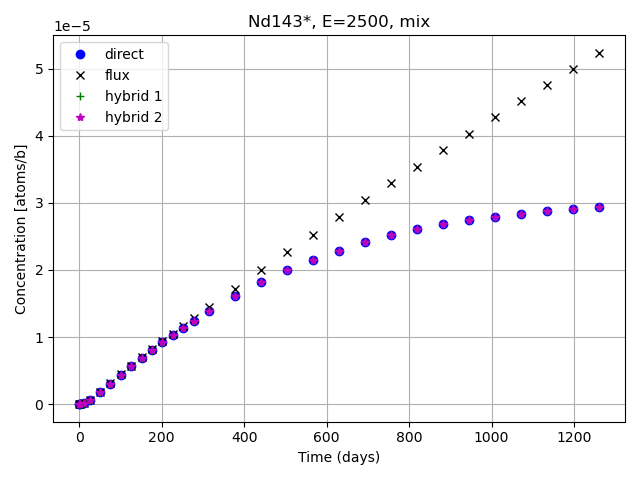 Nd143*, E=2500, mix
1e−5
direct
flux
hybrid 1
hybrid 2
5
4
3
2
1
0
Concentration [atoms/b]
0 200 400 600 800 1000 1200
Time (days)